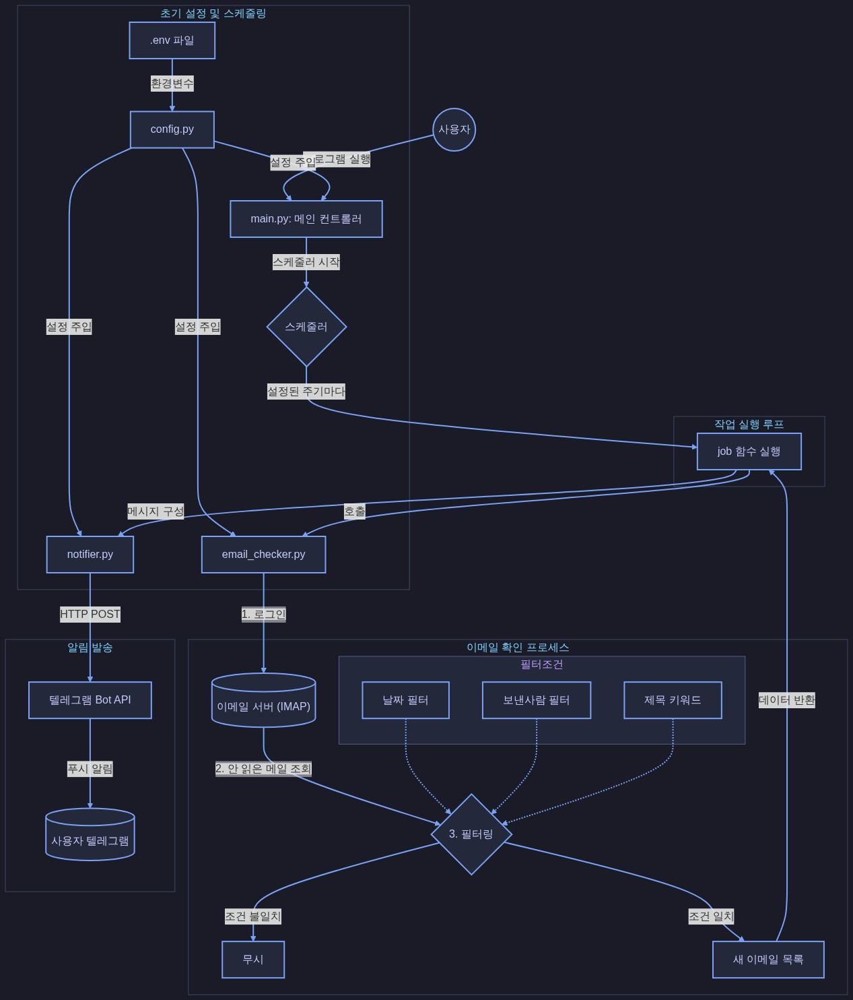 초기 설정 및 스케줄링
.env 파일
환경변수
config.py
사용자
설정 주입
로그램 실행
main.py: 메인 컨트롤러
스케줄러 시작
설정 주입
설정 주입
스케줄러
설정된 주기마다
작업 실행 루프
job 함수 실행
메시지 구성
호출
notifier.py
email_checker.py
HTTP POST
1. 로그인
알림 발송
이메일 확인 프로세스
필터조건
텔레그램 Bot API
이메일 서버 (IMAP)
날짜 필터
보낸사람 필터
제목 키워드
데이터 반환
푸시 알림
2. 안 읽은 메일 조회
사용자 텔레그램
3. 필터링
조건 불일치
조건 일치
무시
새 이메일 목록